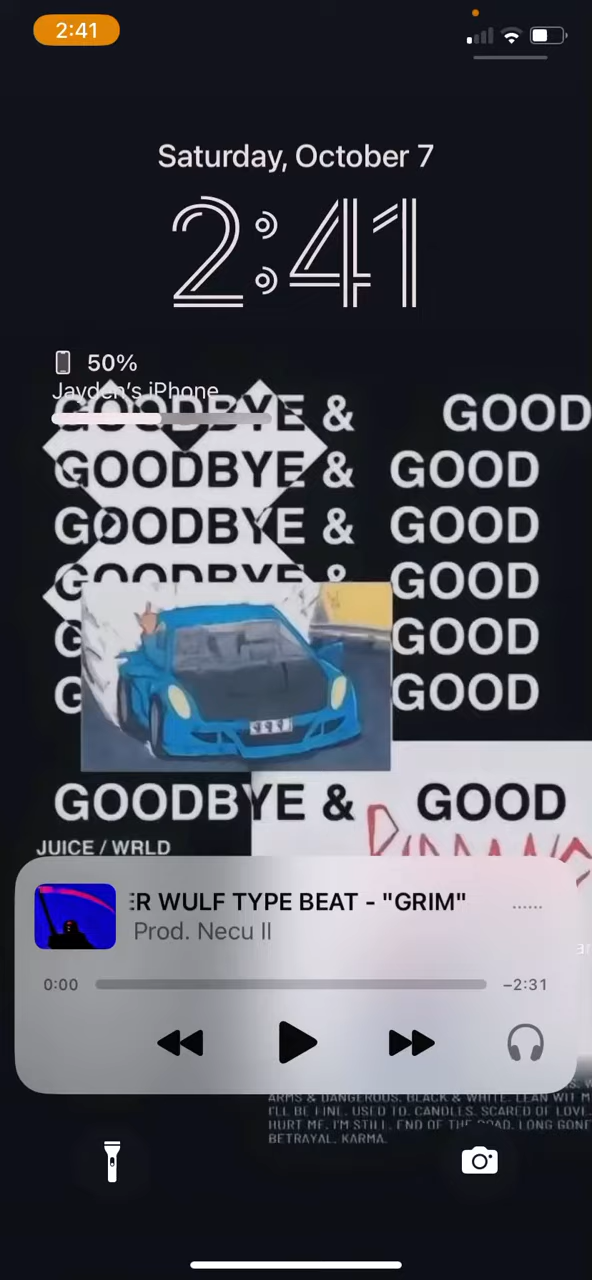 2:41
Saturday, October 7
2:41
50%
Jayden's iPhone
GOODBYE & GOOD
GOODBYE & GOOD
GOODBYE & GOOD
GOODBYE & GOOD
G GOOD
G GOOD
999
GOODBYE & GOOD
JUICE / WRLD
ER WULF TYPE BEAT - "GRIM"
Prod. Necu II
0:00
-2:31
ARMS & DANGEROUS. BLACK & WHITE. LEAN WIT M
I'LL BE FINE. USED TO. CANDLES. SCARED OF LOVE.
HURT ME. I'M STILL. END OF THE ROAD. LONG GONE
BETRAYAL. KARMA.